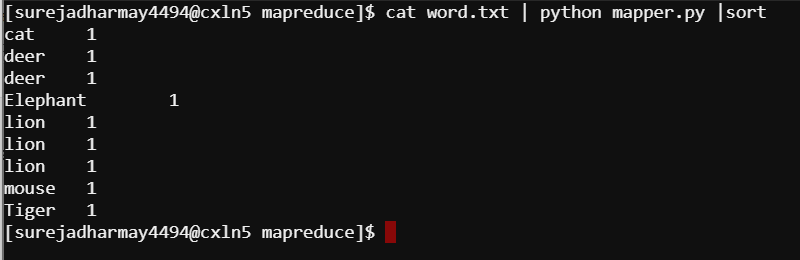 [surejadharmay4494@cxln5 mapreduce]$ cat word.txt | python mapper.py |sort
cat	1
deer	1
deer	1
Elephant	1
lion	1
lion	1
lion	1
mouse	1
Tiger	1
[surejadharmay4494@cxln5 mapreduce]$